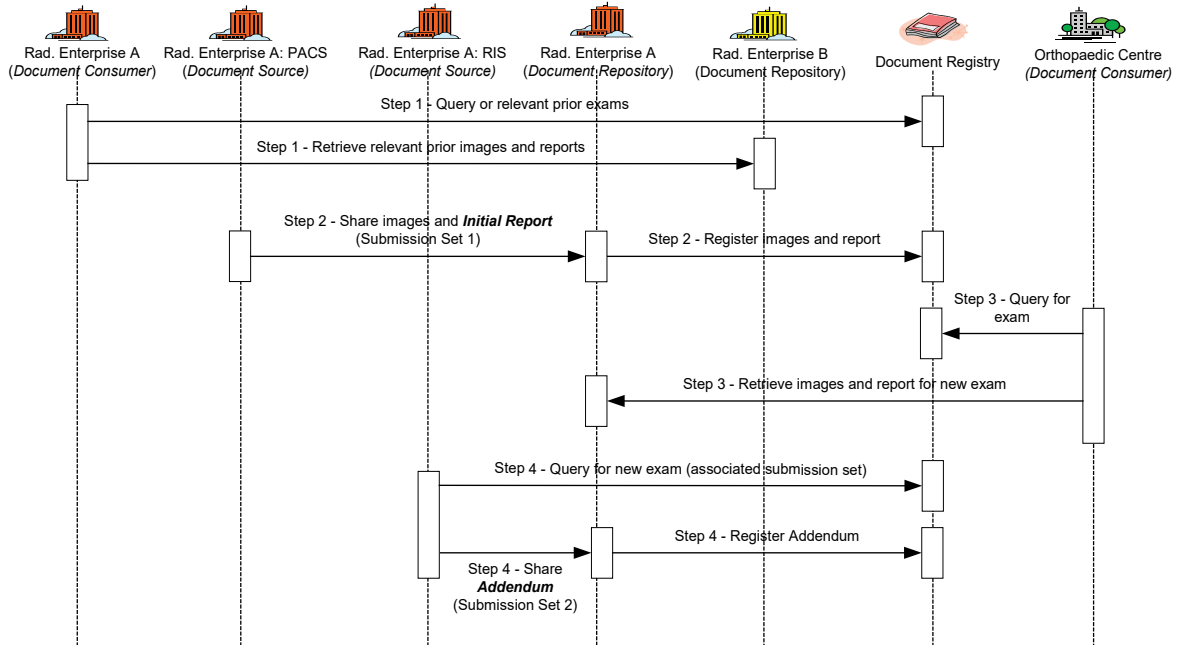 Rad. Enterprise A
(Document Consumer)
Rad. Enterprise A: PACS
(Document Source)
Rad. Enterprise A: RIS
(Document Source)
Rad. Enterprise A
(Document Repository)
Rad. Enterprise B
(Document Repository)
Document Registry
Orthopaedic Centre
(Document Consumer)
Step 1 - Query or relevant prior exams
Step 1 - Retrieve relevant prior images and reports
Step 2 - Share images and Initial Report
(Submission Set 1)
Step 2 - Register images and report
Step 3 - Query for
exam
Step 3 - Retrieve images and report for new exam
Step 4 - Query for new exam (associated submission set)
Step 4 - Register Addendum
Step 4 - Share
Addendum
(Submission Set 2)